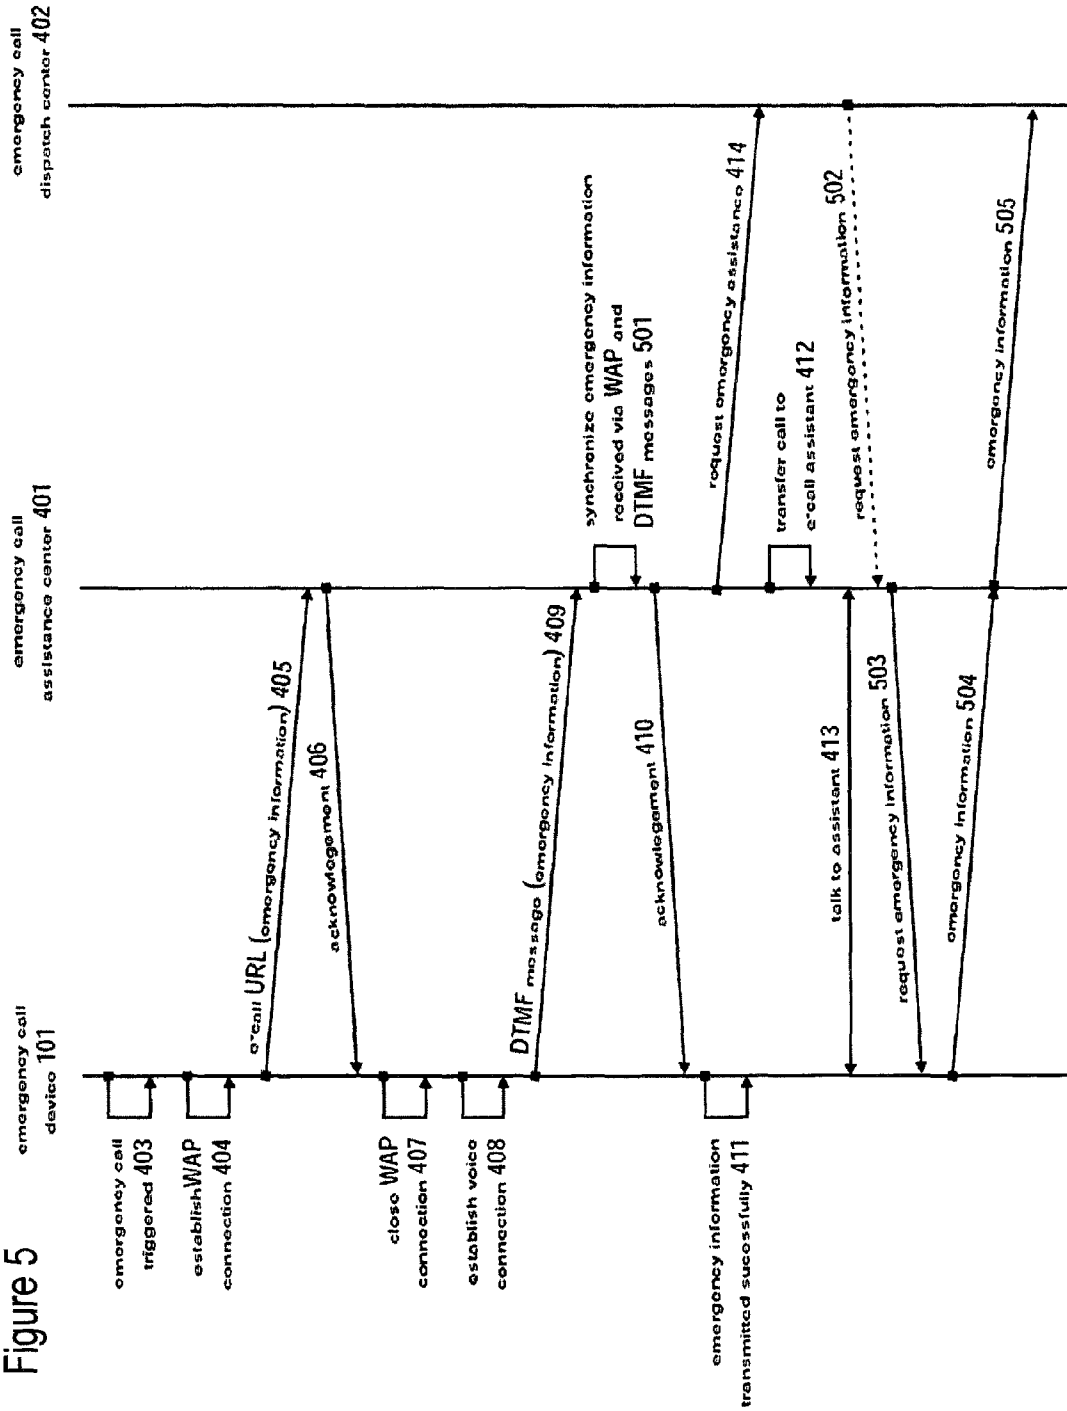 Figure 5
emergency call
device 101
emergency call
assistance center 401
emergency call
dispatch center 402
emergency call
triggered 403
establish WAP
connection 404
e-call URL (emergency information) 405
acknowlegement 406
close WAP
connection 407
establish voice
connection 408
DTMF message (emergency information) 409
synchronize emergency information
received via WAP and
DTMF messages 501
acknowlegement 410
emergency information
transmitted sucessfully 411
request emergency assistance 414
transfer call to
e-call assistant 412
talk to assistant 413
request emergency information 502
request emergency information 503
emergency information 504
emergency information 505